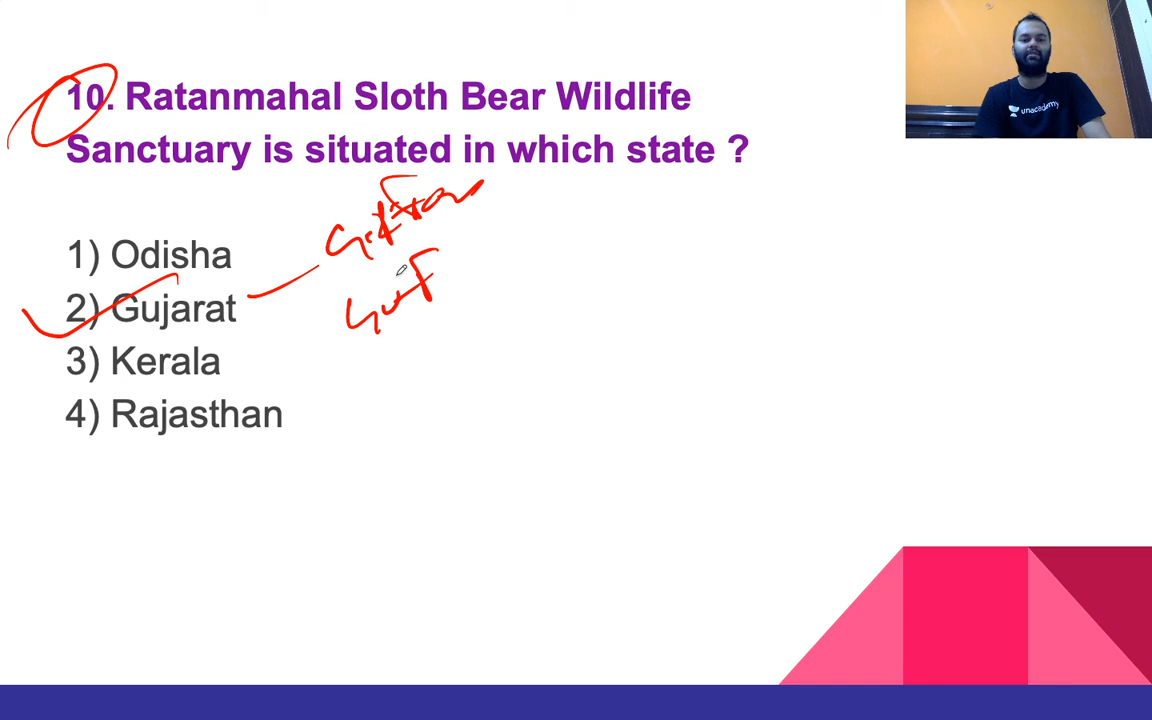 10. Ratanmahal Sloth Bear Wildlife
Sanctuary is situated in which state ?
1) Odisha
2) Gujarat
3) Kerala
4) Rajasthan
unacademy